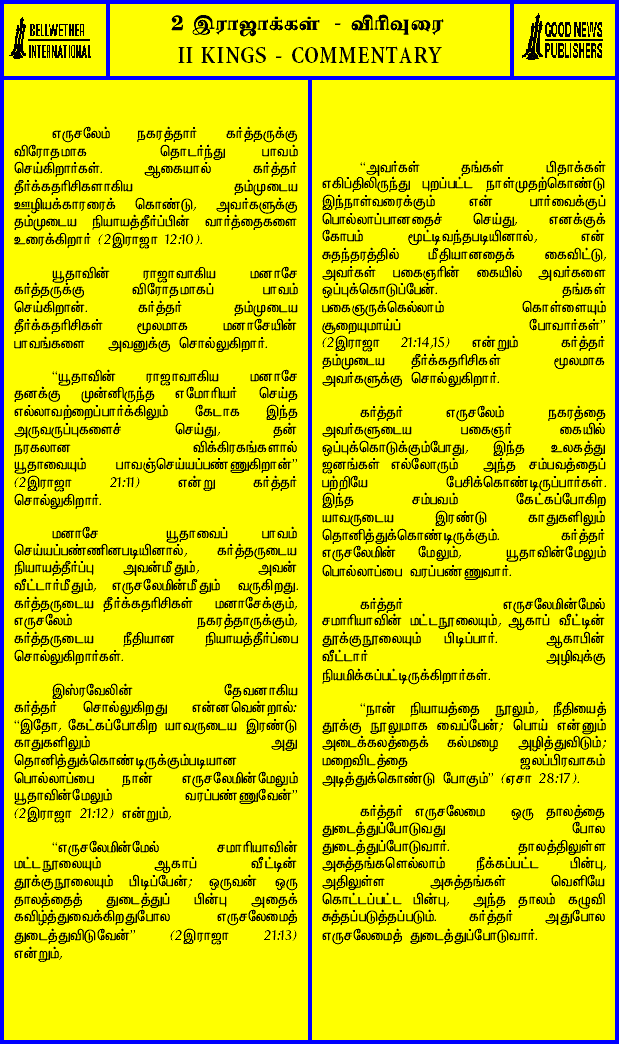 BELLWETHER
INTERNATIONAL
2 இராஜாக்கள் - விரிவுரை
II KINGS - COMMENTARY
GOOD NEWS
PUBLISHERS
எருசலேம் நகரத்தார் கர்த்தருக்கு
விரோதமாக தொடர்ந்து பாவம்
செய்கிறார்கள். ஆகையால் கர்த்தர்
தீர்க்கதரிசிகளாகிய தம்முடைய
ஊழியக்காரரைக் கொண்டு, அவர்களுக்கு
தம்முடைய நியாயத்தீர்ப்பின் வார்த்தைகளை
உரைக்கிறார் (2இராஜா 12:10).
யூதாவின் ராஜாவாகிய மனாசே
கர்த்தருக்கு விரோதமாகப் பாவம்
செய்கிறான். கர்த்தர் தம்முடைய
தீர்க்கதரிசிகள் மூலமாக மனாசேயின்
பாவங்களை அவனுக்கு சொல்லுகிறார்.
“யூதாவின் ராஜாவாகிய மனாசே
தனக்கு முன்னிருந்த எமோரியர் செய்த
எல்லாவற்றைப்பார்க்கிலும் கேடாக இந்த
அருவருப்புகளைச் செய்து, தன்
நரகலான விக்கிரகங்களால்
யூதாவையும் பாவஞ்செய்யப்பண்ணுகிறான்”
(2இராஜா 21:11) என்று கர்த்தர்
சொல்லுகிறார்.
மனாசே யூதாவைப் பாவம்
செய்யப்பண்ணினபடியினால், கர்த்தருடைய
நியாயத்தீர்ப்பு அவன்மீதும், அவன்
வீட்டார்மீதும், எருசலேமின்மீதும் வருகிறது.
கர்த்தருடைய தீர்க்கதரிசிகள் மனாசேக்கும்,
எருசலேம் நகரத்தாருக்கும்,
கர்த்தருடைய நீதியான நியாயத்தீர்ப்பை
சொல்லுகிறார்கள்.
இஸ்ரவேலின் தேவனாகிய
கர்த்தர் சொல்லுகிறது என்னவென்றால்:
“இதோ, கேட்கப்போகிற யாவருடைய இரண்டு
காதுகளிலும் அது
தொனித்துக்கொண்டிருக்கும்படியான
பொல்லாப்பை நான் எருசலேமின்மேலும்
யூதாவின்மேலும் வரப்பண்ணுவேன்”
(2இராஜா 21:12) என்றும்,
“எருசலேமின்மேல் சமாரியாவின்
மட்டநூலையும் ஆகாப் வீட்டின்
தூக்குநூலையும் பிடிப்பேன்; ஒருவன் ஒரு
தாலத்தைத் துடைத்துப் பின்பு அதைக்
கவிழ்த்துவைக்கிறதுபோல எருசலேமைத்
துடைத்துவிடுவேன்” (2இராஜா 21:13)
என்றும்,
“அவர்கள் தங்கள் பிதாக்கள்
எகிப்திலிருந்து புறப்பட்ட நாள்முதற்கொண்டு
இந்நாள்வரைக்கும் என் பார்வைக்குப்
பொல்லாப்பானதைச் செய்து, எனக்குக்
கோபம் மூட்டிவந்தபடியினால், என்
சுதந்தரத்தில் மீதியானதைக் கைவிட்டு,
அவர்கள் பகைஞரின் கையில் அவர்களை
ஒப்புக்கொடுப்பேன். தங்கள்
பகைஞருக்கெல்லாம் கொள்ளையும்
சூறையுமாய்ப் போவார்கள்”
(2இராஜா 21:14,15) என்றும் கர்த்தர்
தம்முடைய தீர்க்கதரிசிகள் மூலமாக
அவர்களுக்கு சொல்லுகிறார்.
கர்த்தர் எருசலேம் நகரத்தை
அவர்களுடைய பகைஞர் கையில்
ஒப்புக்கொடுக்கும்போது, இந்த உலகத்து
ஜனங்கள் எல்லோரும் அந்த சம்பவத்தைப்
பற்றியே பேசிக்கொண்டிருப்பார்கள்.
இந்த சம்பவம் கேட்கப்போகிற
யாவருடைய இரண்டு காதுகளிலும்
தொனித்துக்கொண்டிருக்கும். கர்த்தர்
எருசலேமின் மேலும், யூதாவின்மேலும்
பொல்லாப்பை வரப்பண்ணுவார்.
கர்த்தர் எருசலேமின்மேல்
சமாரியாவின் மட்டநூலையும், ஆகாப் வீட்டின்
தூக்குநூலையும் பிடிப்பார். ஆகாபின்
வீட்டார் அழிவுக்கு
நியமிக்கப்பட்டிருக்கிறார்கள்.
“நான் நியாயத்தை நூலும், நீதியைத்
தூக்கு நூலுமாக வைப்பேன்; பொய் என்னும்
அடைக்கலத்தைக் கல்மழை அழித்துவிடும்;
மறைவிடத்தை ஜலப்பிரவாகம்
அடித்துக்கொண்டு போகும்” (ஏசா 28:17).
கர்த்தர் எருசலேமை ஒரு தாலத்தை
துடைத்துப்போடுவது போல
துடைத்துப்போடுவார். தாலத்திலுள்ள
அசுத்தங்களெல்லாம் நீக்கப்பட்ட பின்பு,
அதிலுள்ள அசுத்தங்கள் வெளியே
கொட்டப்பட்ட பின்பு, அந்த தாலம் கழுவி
சுத்தப்படுத்தப்படும். கர்த்தர் அதுபோல
எருசலேமைத் துடைத்துப்போடுவார்.